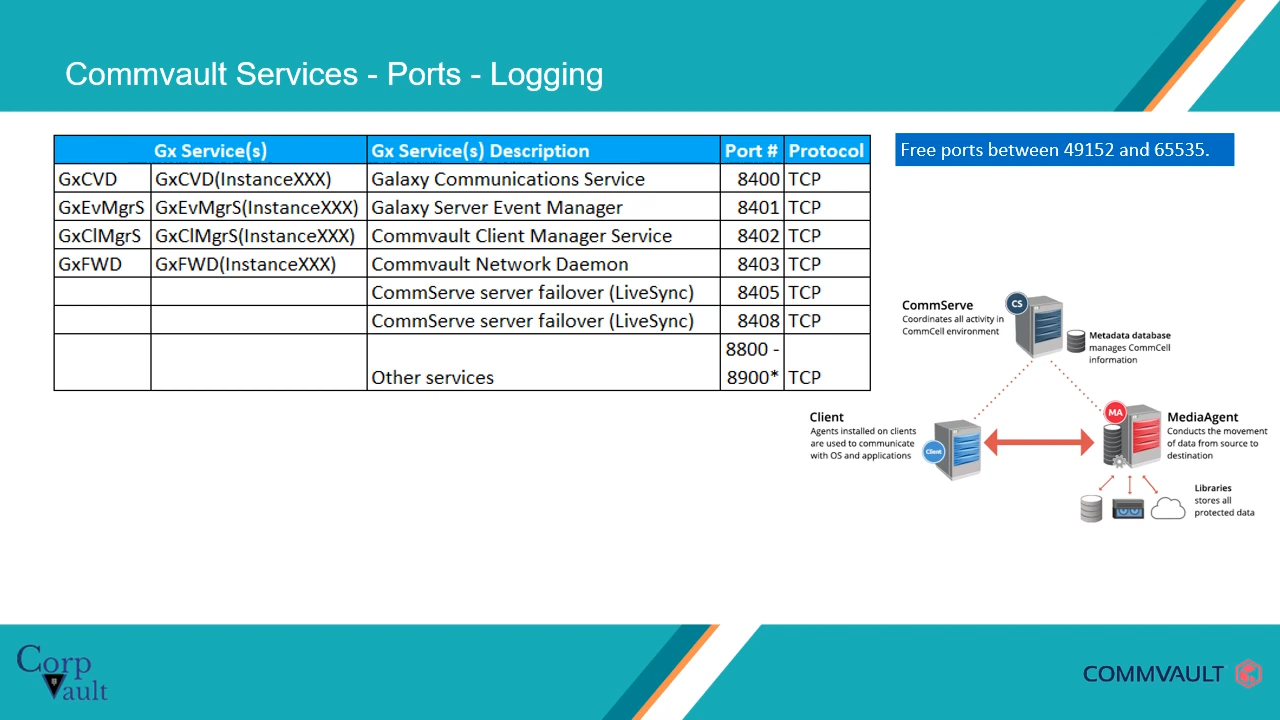 Commvault Services - Ports - Logging
Gx Service(s) Gx Service(s) Description Port # Protocol
GxCVD GxCVD(InstanceXXX) Galaxy Communications Service 8400 TCP
GxEvMgrS GxEvMgrS(InstanceXXX) Galaxy Server Event Manager 8401 TCP
GxClMgrS GxClMgrS(InstanceXXX) Commvault Client Manager Service 8402 TCP
GxFWD GxFWD(InstanceXXX) Commvault Network Daemon 8403 TCP
CommServe server failover (LiveSync) 8405 TCP
CommServe server failover (LiveSync) 8408 TCP
8800 -
Other services 8900* TCP
Free ports between 49152 and 65535.
CommServe
Coordinates all activity in
CommCell environment
CS
Metadata database
manages CommCell
information
Client
Agents installed on clients
are used to communicate
with OS and applications
Client
MA
MediaAgent
Conducts the movement
of data from source to
destination
Libraries
stores all
protected data
Corp
Vault
COMMVAULT